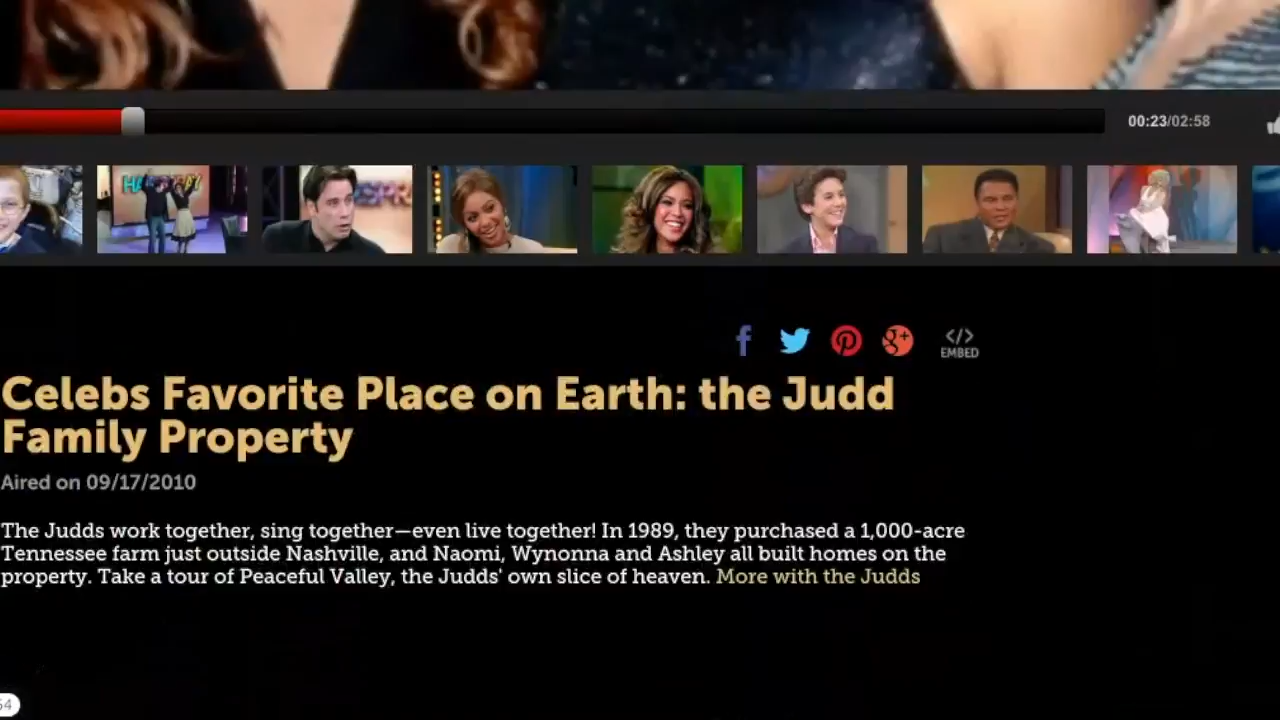 00:23/02:58
EMBED
Celebs Favorite Place on Earth: the Judd
Family Property
Aired on 09/17/2010
The Judds work together, sing together—even live together! In 1989, they purchased a 1,000-acre
Tennessee farm just outside Nashville, and Naomi, Wynonna and Ashley all built homes on the
property. Take a tour of Peaceful Valley, the Judds' own slice of heaven. More with the Judds